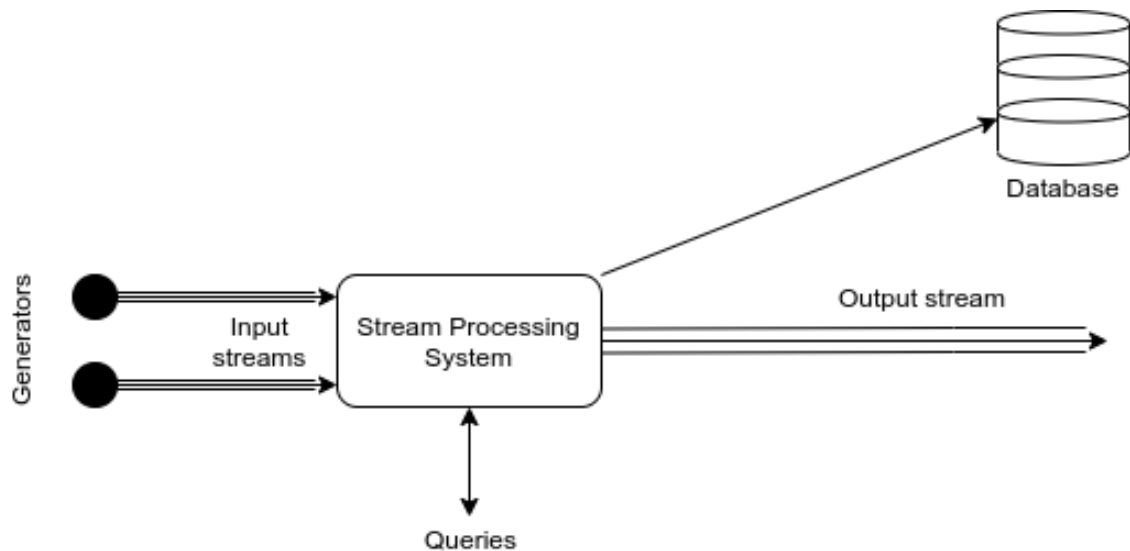 Database
Generators
Input
streams
Stream Processing
System
Output stream
Queries